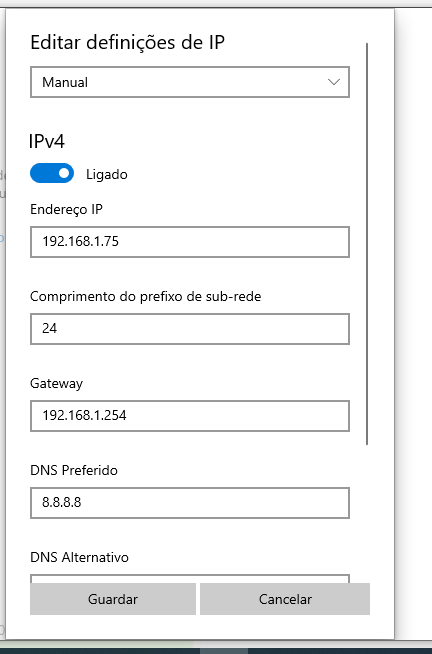 Editar definições de IP
Manual
IPv4
Ligado
Endereço IP
192.168.1.75
Comprimento do prefixo de sub-rede
24
Gateway
192.168.1.254
DNS Preferido
8.8.8.8
DNS Alternativo
Guardar
Cancelar